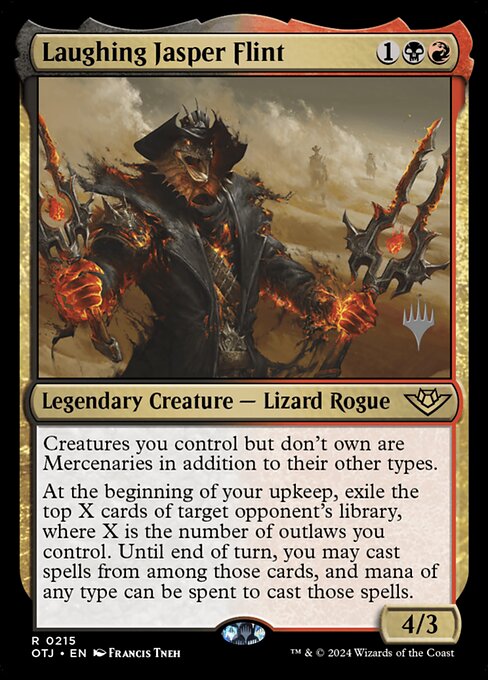 Laughing Jasper Flint 1
Legendary Creature — Lizard Rogue
Creatures you control but don't own are
Mercenaries in addition to their other types.
At the beginning of your upkeep, exile the
top X cards of target opponent's library,
where X is the number of outlaws you
control. Until end of turn, you may cast
spells from among those cards, and mana of
any type can be spent to cast those spells.
4/3
R 0215
OTJ • EN Francis Tneh
™ & © 2024 Wizards of the Coast